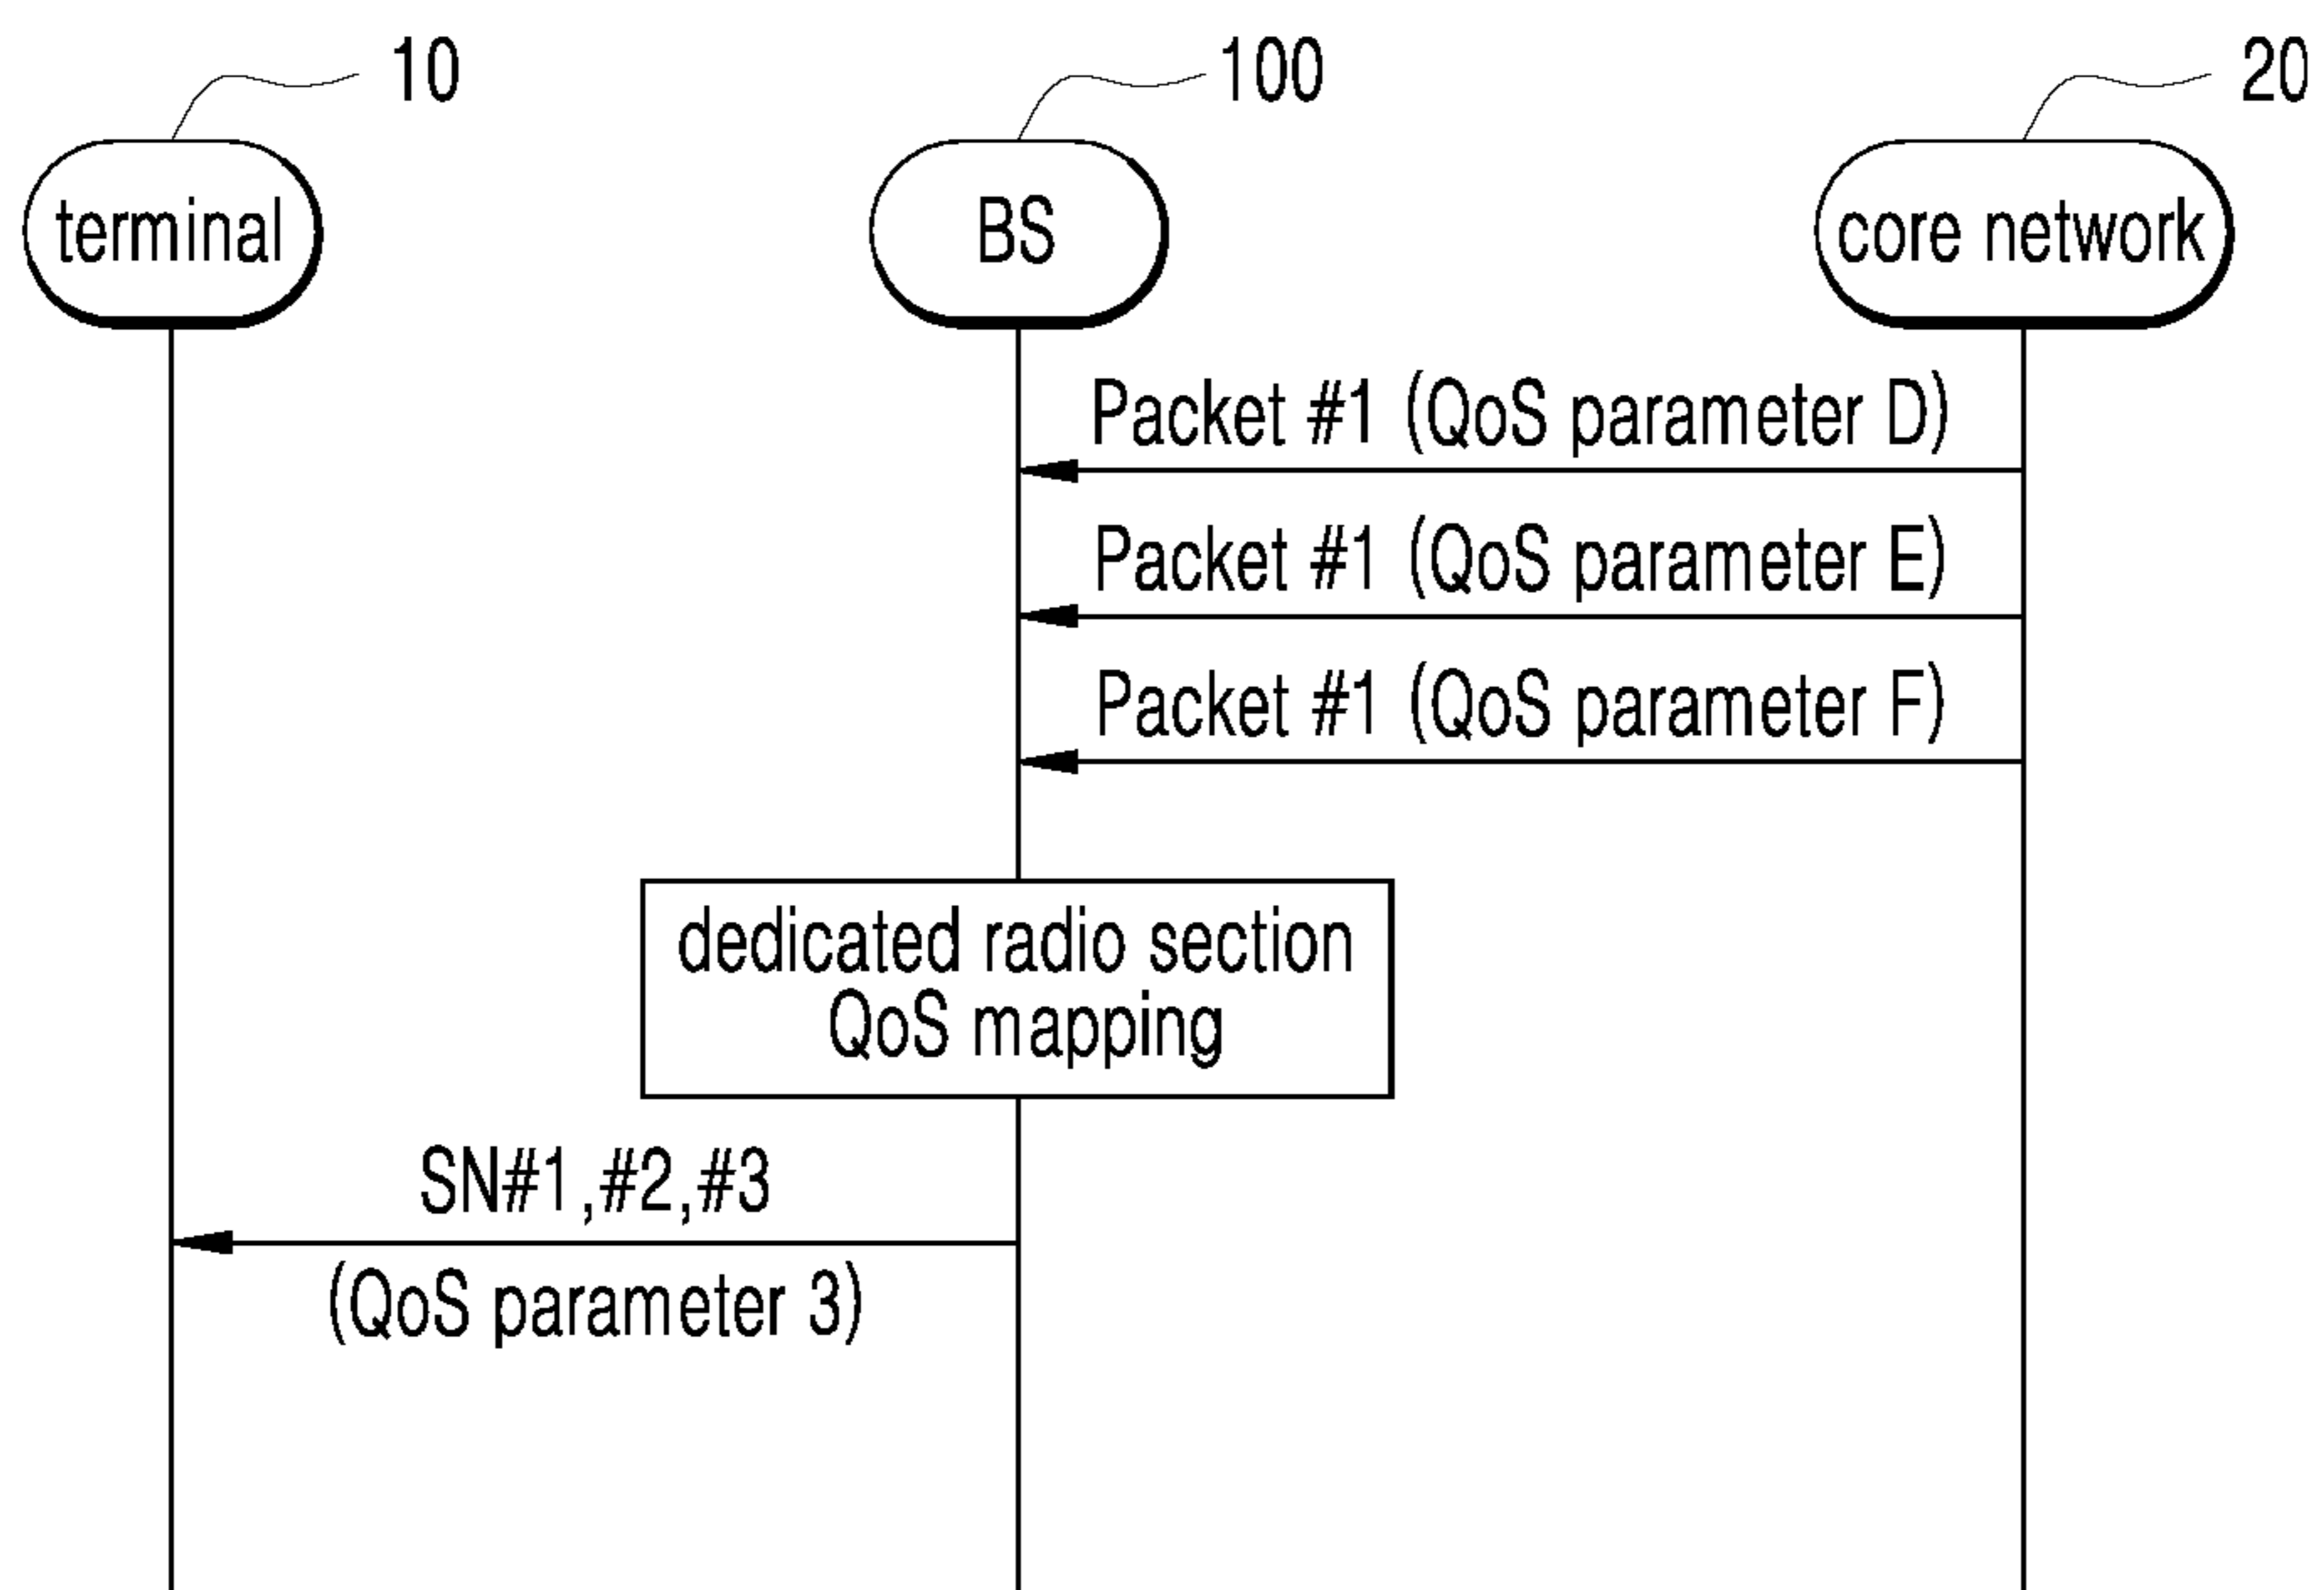 10
100
20
terminal
BS
core network
Packet #1 (QoS parameter D)
Packet #1 (QoS parameter E)
Packet #1 (QoS parameter F)
dedicated radio section
QoS mapping
SN#1,#2,#3
(QoS parameter 3)